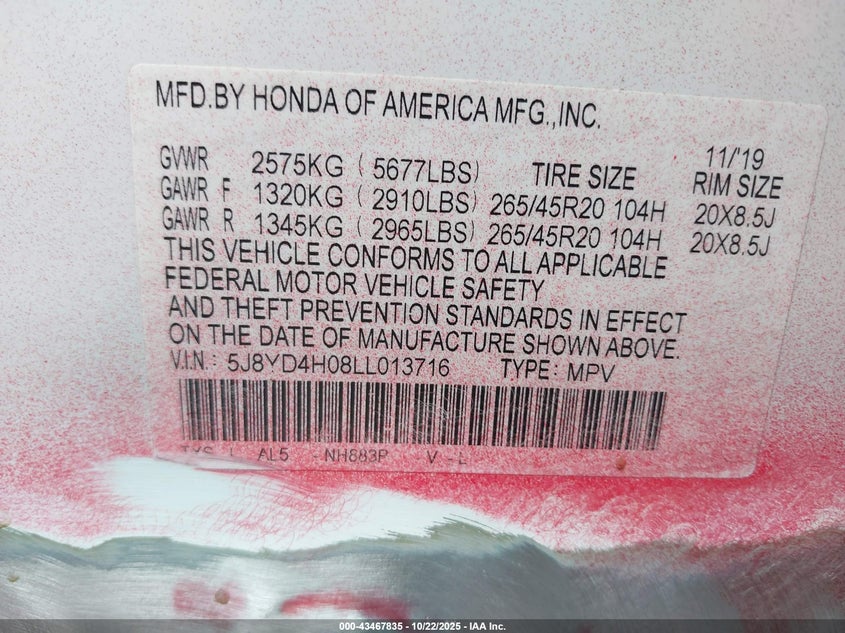 MFD.BY HONDA OF AMERICA MFG.,INC.
11/'19
GVWR 2575KG (5677LBS) TIRE SIZE RIM SIZE
GAWR F 1320KG (2910LBS) 265/45R20 104H 20X8.5J
GAWR R 1345KG (2965LBS) 265/45R20 104H 20X8.5J
THIS VEHICLE CONFORMS TO ALL APPLICABLE
FEDERAL MOTOR VEHICLE SAFETY
AND THEFT PREVENTION STANDARDS IN EFFECT
ON THE DATE OF MANUFACTURE SHOWN ABOVE.
V.I.N.: 5J8YD4H08LL013716 TYPE: MPV
AL5 NH883P V - L
000-43467835 - 10/22/2025 - IAA Inc.